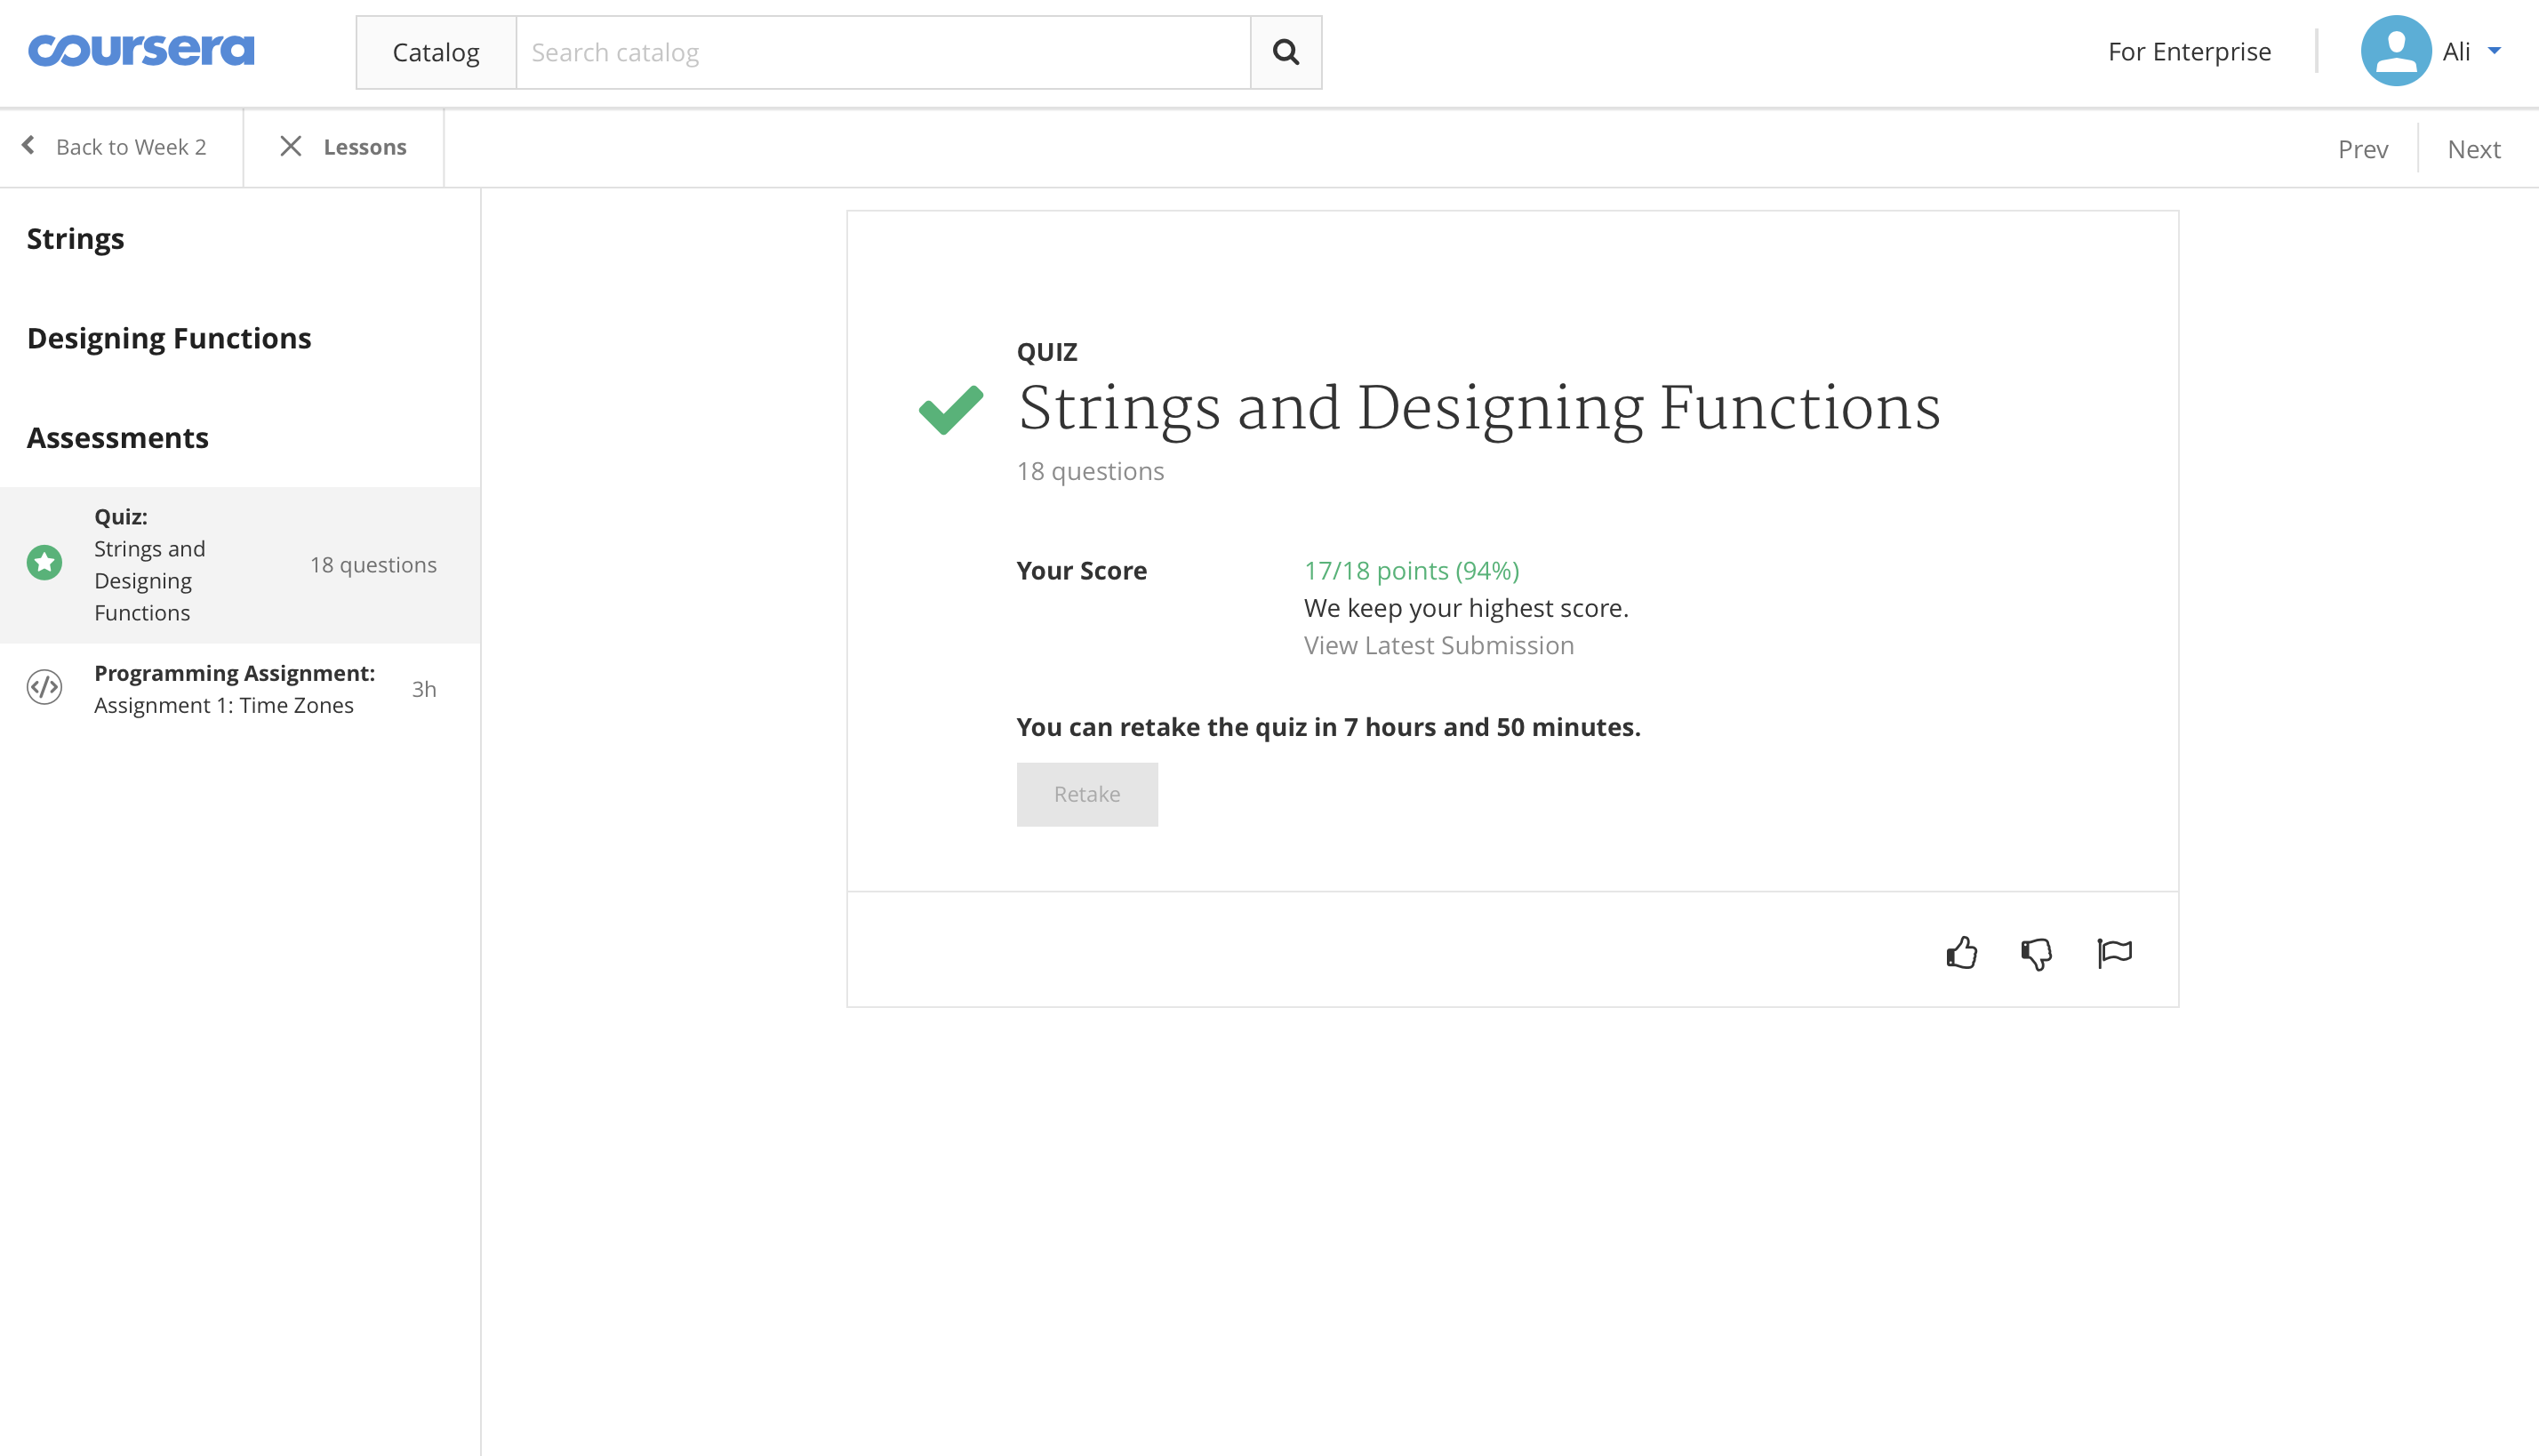 coursera
Catalog
Search catalog
For Enterprise
Ali
Back to Week 2
Lessons
Prev
Next
Strings
Designing Functions
Assessments
Quiz:
Strings and
Designing
Functions
18 questions
Programming Assignment:
Assignment 1: Time Zones
3h
QUIZ
Strings and Designing Functions
18 questions
Your Score
17/18 points (94%)
We keep your highest score.
View Latest Submission
You can retake the quiz in 7 hours and 50 minutes.
Retake